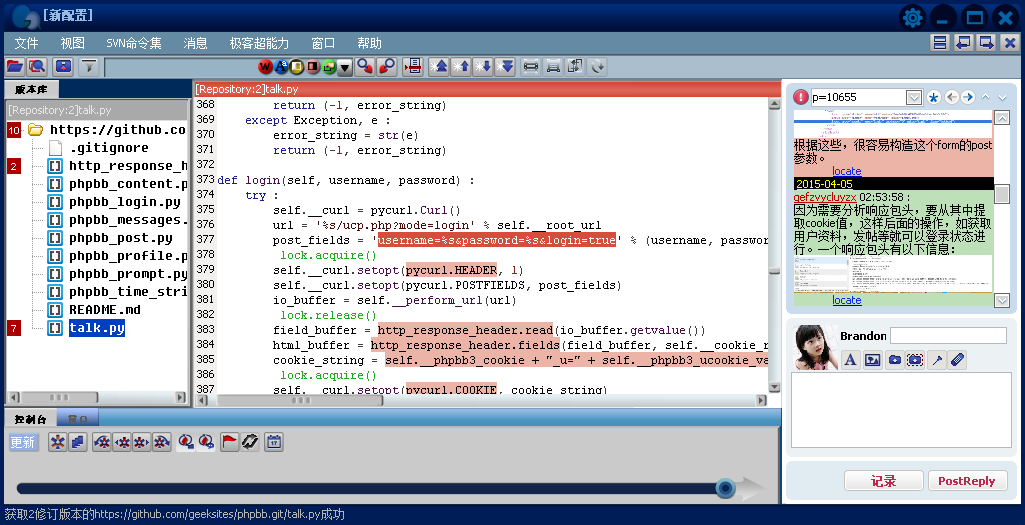 [新配置]
文件 视图 SVN命令集 消息 极客超能力 窗口 帮助
版本库
[Repository:2]talk.py
10 https://github.co
.gitignore
2 http_response_h
phpbb_content.p
phpbb_login.py
phpbb_messages.
phpbb_post.py
phpbb_profile.p
phpbb_prompt.py
phpbb_time_stri
README.md
7 talk.py
[Repository:2]talk.py
368 return (-1, error_string)
369 except Exception, e :
370 error_string = str(e)
371 return (-1, error_string)
372
373 def login(self, username, password) :
374 try :
375 self.__curl = pycurl.Curl()
376 url = '%s/ucp.php?mode=login' % self.__root_url
377 post_fields = 'username=%s&password=%s&login=true' % (username, passwor
378 lock.acquire()
379 self.__curl.setopt(pycurl.HEADER, 1)
380 self.__curl.setopt(pycurl.POSTFIELDS, post_fields)
381 io_buffer = self.__perform_url(url)
382 lock.release()
383 field_buffer = http_response_header.read(io_buffer.getvalue())
384 html_buffer = http_response_header.fields(field_buffer, self.__cookie_n
385 cookie_string = self.__phpbb3_cookie + "_u=" + self.__phpbb3_ucookie_va
386 lock.acquire()
387 self.__curl.setopt(pycurl.COOKIE, cookie_string)
p=10655
根据这些，很容易构造这个form的post
参数。
locate
2015-04-05
gefzvycluvzx 02:53:58 :
因为需要分析响应包头，要从其中提
取cookie值，这样后面的操作，如获取
用户资料，发帖等就可以登录状态进
行。一个响应包头有以下信息：
locate
Brandon
记录 PostReply
控制台
更新
17
获取2修订版本的https://github.com/geeksites/phpbb.git/talk.py成功